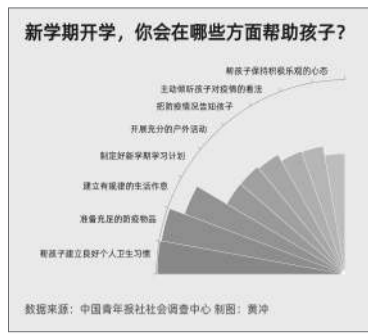 新学期开学，你会在哪些方面帮助孩子？
帮孩子保持积极乐观的心态
主动倾听孩子对疫情的看法
把防疫情况告知孩子
开展充分的户外活动
制定好新学期学习计划
建立有规律的生活作息
准备充足的防疫物品
帮孩子建立良好个人卫生习惯
数据来源：中国青年报社社会调查中心 制图：黄冲